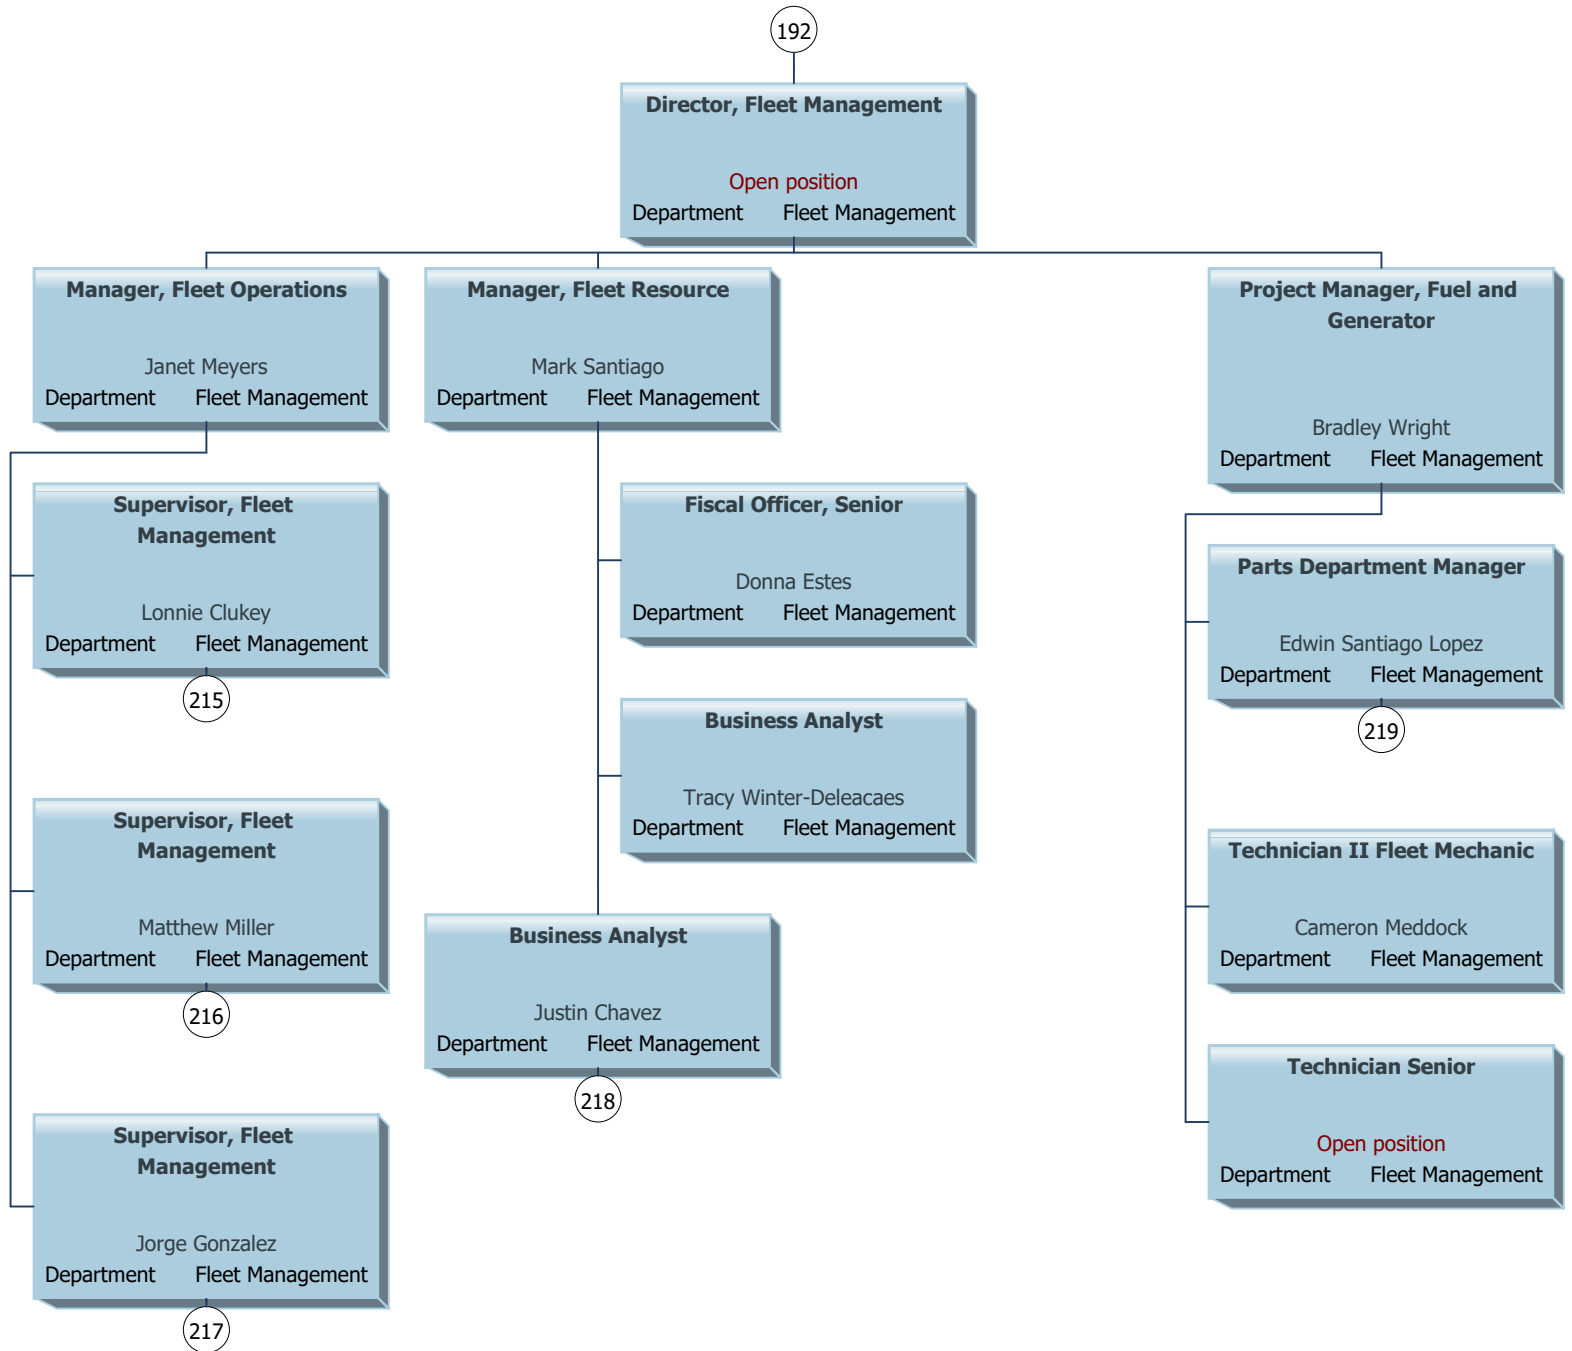 192
Director, Fleet Management
Open position
Department Fleet Management
Manager, Fleet Operations
Janet Meyers
Department Fleet Management
Manager, Fleet Resource
Mark Santiago
Department Fleet Management
Project Manager, Fuel and
Generator
Bradley Wright
Department Fleet Management
Supervisor, Fleet
Management
Lonnie Clukey
Department Fleet Management
215
Supervisor, Fleet
Management
Matthew Miller
Department Fleet Management
216
Supervisor, Fleet
Management
Jorge Gonzalez
Department Fleet Management
217
Fiscal Officer, Senior
Donna Estes
Department Fleet Management
Business Analyst
Tracy Winter-Deleacaes
Department Fleet Management
Business Analyst
Justin Chavez
Department Fleet Management
218
Parts Department Manager
Edwin Santiago Lopez
Department Fleet Management
219
Technician II Fleet Mechanic
Cameron Meddock
Department Fleet Management
Technician Senior
Open position
Department Fleet Management